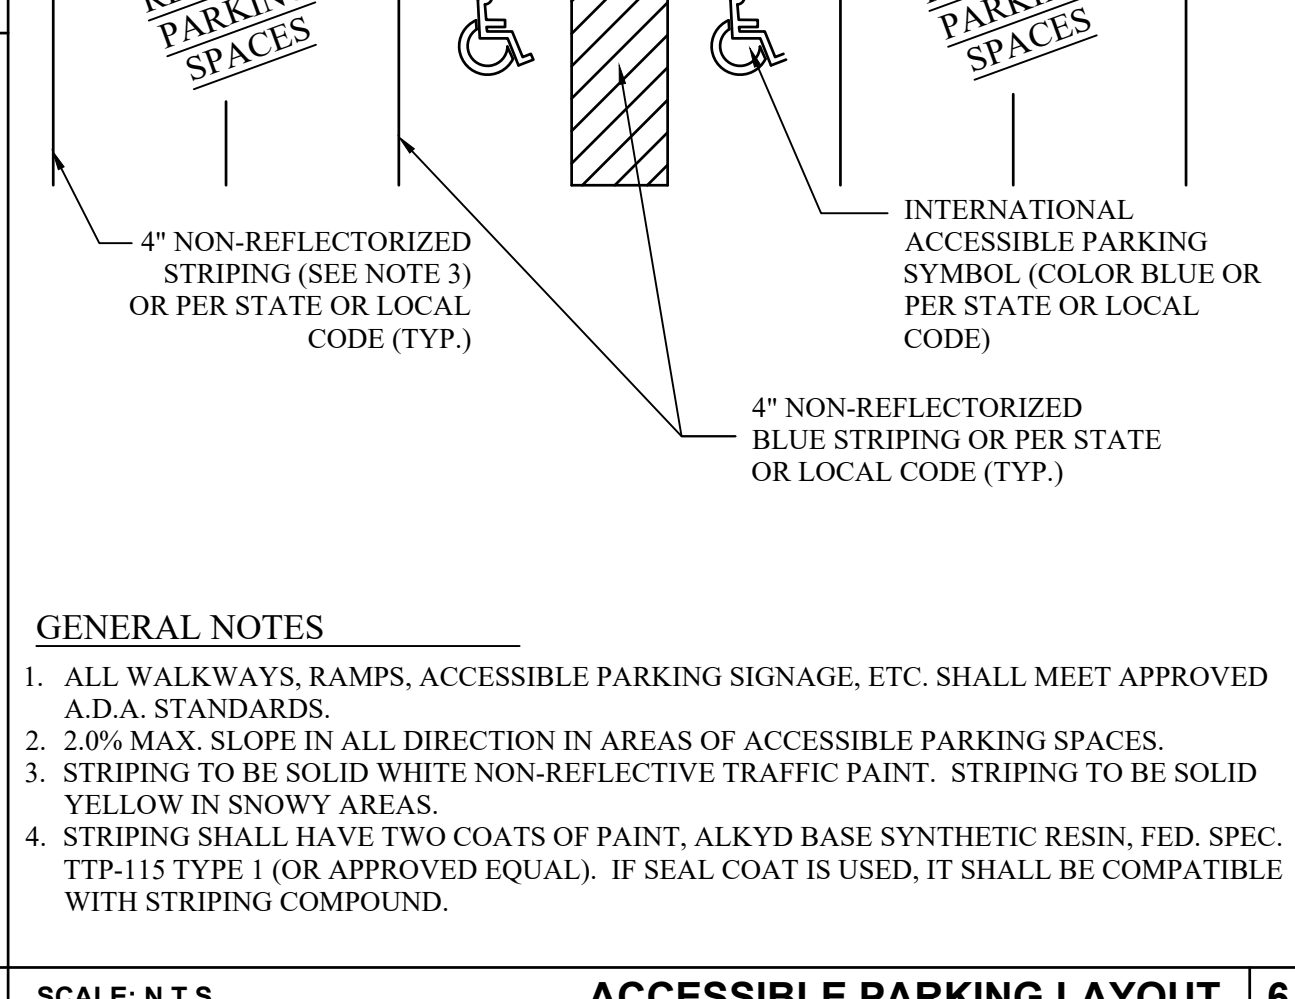 PARKING
SPACES
PARKING
SPACES
4" NON-REFLECTORIZED
STRIPING (SEE NOTE 3)
OR PER STATE OR LOCAL
CODE (TYP.)
INTERNATIONAL
ACCESSIBLE PARKING
SYMBOL (COLOR BLUE OR
PER STATE OR LOCAL
CODE)
4" NON-REFLECTORIZED
BLUE STRIPING OR PER STATE
OR LOCAL CODE (TYP.)
GENERAL NOTES
1. ALL WALKWAYS, RAMPS, ACCESSIBLE PARKING SIGNAGE, ETC. SHALL MEET APPROVED
A.D.A. STANDARDS.
2. 2.0% MAX. SLOPE IN ALL DIRECTION IN AREAS OF ACCESSIBLE PARKING SPACES.
3. STRIPING TO BE SOLID WHITE NON-REFLECTIVE TRAFFIC PAINT. STRIPING TO BE SOLID
YELLOW IN SNOWY AREAS.
4. STRIPING SHALL HAVE TWO COATS OF PAINT, ALKYD BASE SYNTHETIC RESIN, FED. SPEC.
TTP-115 TYPE 1 (OR APPROVED EQUAL). IF SEAL COAT IS USED, IT SHALL BE COMPATIBLE
WITH STRIPING COMPOUND.
SCALE: N.T.S.
ACCESSIBLE PARKING LAYOUT 6